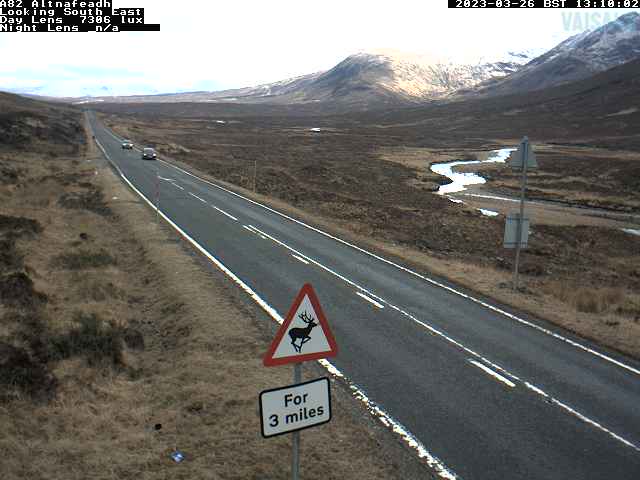 A82 Altnafeadh
Looking South East
Day Lens 7306 lux
Night Lens n/a
2023-03-26 BST 13:10:02
VAISALA
For
3 miles